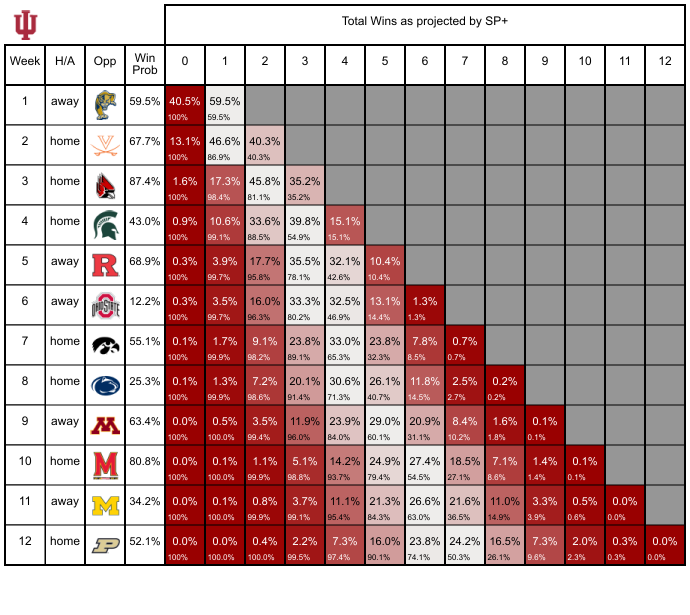 Total Wins as projected by SP+
Week H/A Opp Win Prob 0 1 2 3 4 5 6 7 8 9 10 11 12
1 away 59.5% 40.5% 59.5%
100% 59.5%
2 home 67.7% 13.1% 46.6% 40.3%
100% 86.9% 40.3%
3 home 87.4% 1.6% 17.3% 45.8% 35.2%
100% 98.4% 81.1% 35.2%
4 home 43.0% 0.9% 10.6% 33.6% 39.8% 15.1%
100% 99.1% 88.5% 54.9% 15.1%
5 away R 68.9% 0.3% 3.9% 17.7% 35.5% 32.1% 10.4%
100% 99.7% 95.8% 78.1% 42.6% 10.4%
6 away OHIO STATE 12.2% 0.3% 3.5% 16.0% 33.3% 32.5% 13.1% 1.3%
100% 99.7% 96.3% 80.2% 46.9% 14.4% 1.3%
7 home 55.1% 0.1% 1.7% 9.1% 23.8% 33.0% 23.8% 7.8% 0.7%
100% 99.9% 98.2% 89.1% 65.3% 32.3% 8.5% 0.7%
8 home 25.3% 0.1% 1.3% 7.2% 20.1% 30.6% 26.1% 11.8% 2.5% 0.2%
100% 99.9% 98.6% 91.4% 71.3% 40.7% 14.5% 2.7% 0.2%
9 away M 63.4% 0.0% 0.5% 3.5% 11.9% 23.9% 29.0% 20.9% 8.4% 1.6% 0.1%
100% 100.0% 99.4% 96.0% 84.0% 60.1% 31.1% 10.2% 1.8% 0.1%
10 home M 80.8% 0.0% 0.1% 1.1% 5.1% 14.2% 24.9% 27.4% 18.5% 7.1% 1.4% 0.1%
100% 100.0% 99.9% 98.8% 93.7% 79.4% 54.5% 27.1% 8.6% 1.4% 0.1%
11 away M 34.2% 0.0% 0.1% 0.8% 3.7% 11.1% 21.3% 26.6% 21.6% 11.0% 3.3% 0.5% 0.0%
100% 100.0% 99.9% 99.1% 95.4% 84.3% 63.0% 36.5% 14.9% 3.9% 0.6% 0.0%
12 home P 52.1% 0.0% 0.0% 0.4% 2.2% 7.3% 16.0% 23.8% 24.2% 16.5% 7.3% 2.0% 0.3% 0.0%
100% 100.0% 100.0% 99.5% 97.4% 90.1% 74.1% 50.3% 26.1% 9.6% 2.3% 0.3% 0.0%